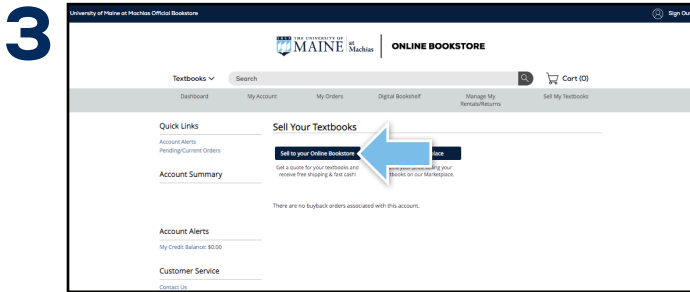 3
University of Maine at Machias Official Bookstore
Sign Out
THE UNIVERSITY OF
MAINE at Machias
ONLINE BOOKSTORE
Textbooks
Search
Cart (0)
Dashboard
My Account
My Orders
Digital Bookshelf
Manage My
Rentals/Returns
Sell My Textbooks
Quick Links
Account Alerts
Pending/Current Orders
Account Summary
Account Alerts
My Credit Balance: $0.00
Customer Service
Contact Us
Sell Your Textbooks
Sell to your Online Bookstore
Get a quote for your textbooks and
receive free shipping & fast cash!
your
on our Marketplace.
There are no buyback orders associated with this account.